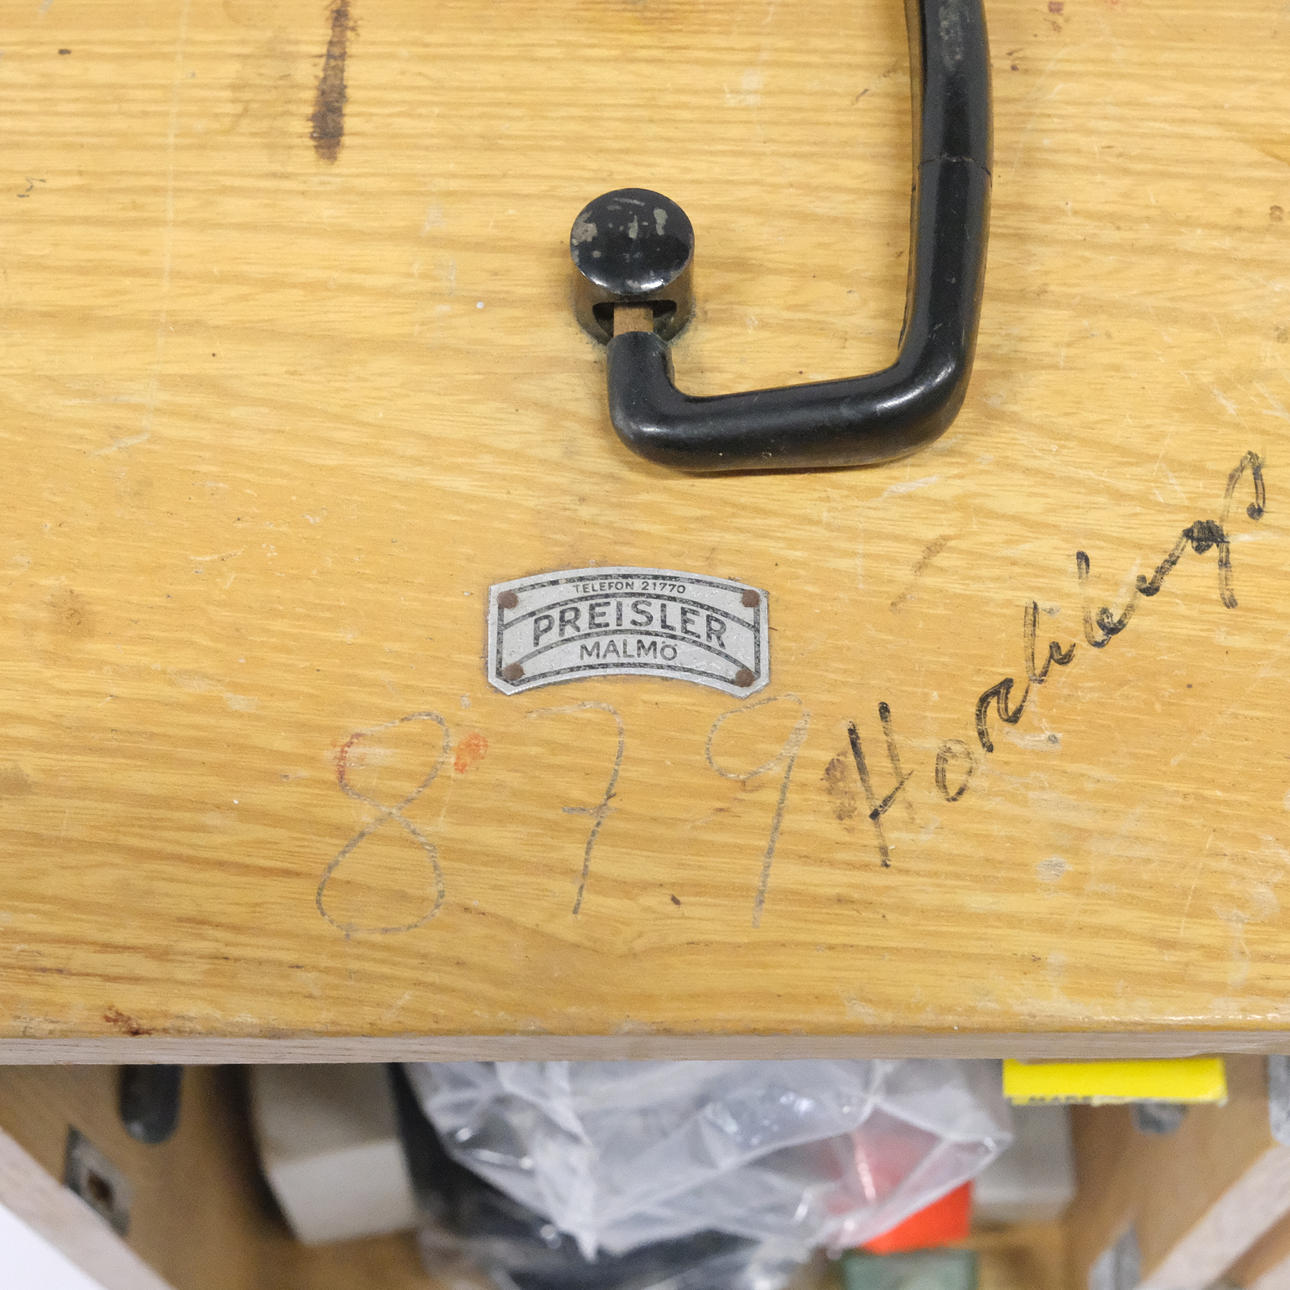 TELEFON 21770
PREISLER
MALMÖ
879